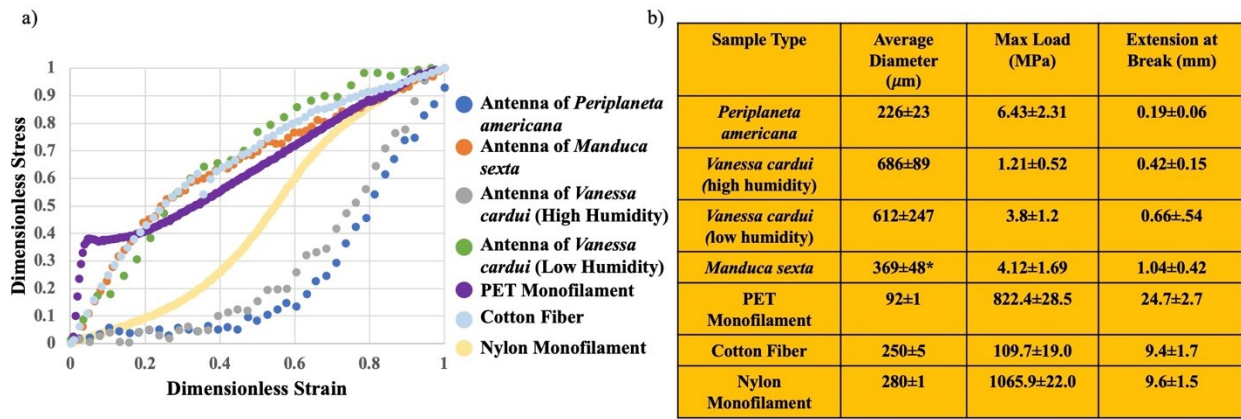 a)
Dimensionless Stress
1
0.9
0.8
0.7
0.6
0.5
0.4
0.3
0.2
0.1
0
0
0.2
0.4
0.6
0.8
1
Dimensionless Strain
Antenna of Periplaneta
americana
Antenna of Manduca
sexta
Antenna of Vanessa
cardui (High Humidity)
Antenna of Vanessa
cardui (Low Humidity)
PET Monofilament
Cotton Fiber
Nylon Monofilament
b)
Sample Type
Average
Diameter
(μm)
Max Load
(MPa)
Extension at
Break (mm)
Periplaneta
americana
226±23
6.43±2.31
0.19±0.06
Vanessa cardui
(high humidity)
686±89
1.21±0.52
0.42±0.15
Vanessa cardui
(low humidity)
612±247
3.8±1.2
0.66±.54
Manduca sexta
369±48*
4.12±1.69
1.04±0.42
PET
Monofilament
92±1
822.4±28.5
24.7±2.7
Cotton Fiber
250±5
109.7±19.0
9.4±1.7
Nylon
Monofilament
280±1
1065.9±22.0
9.6±1.5